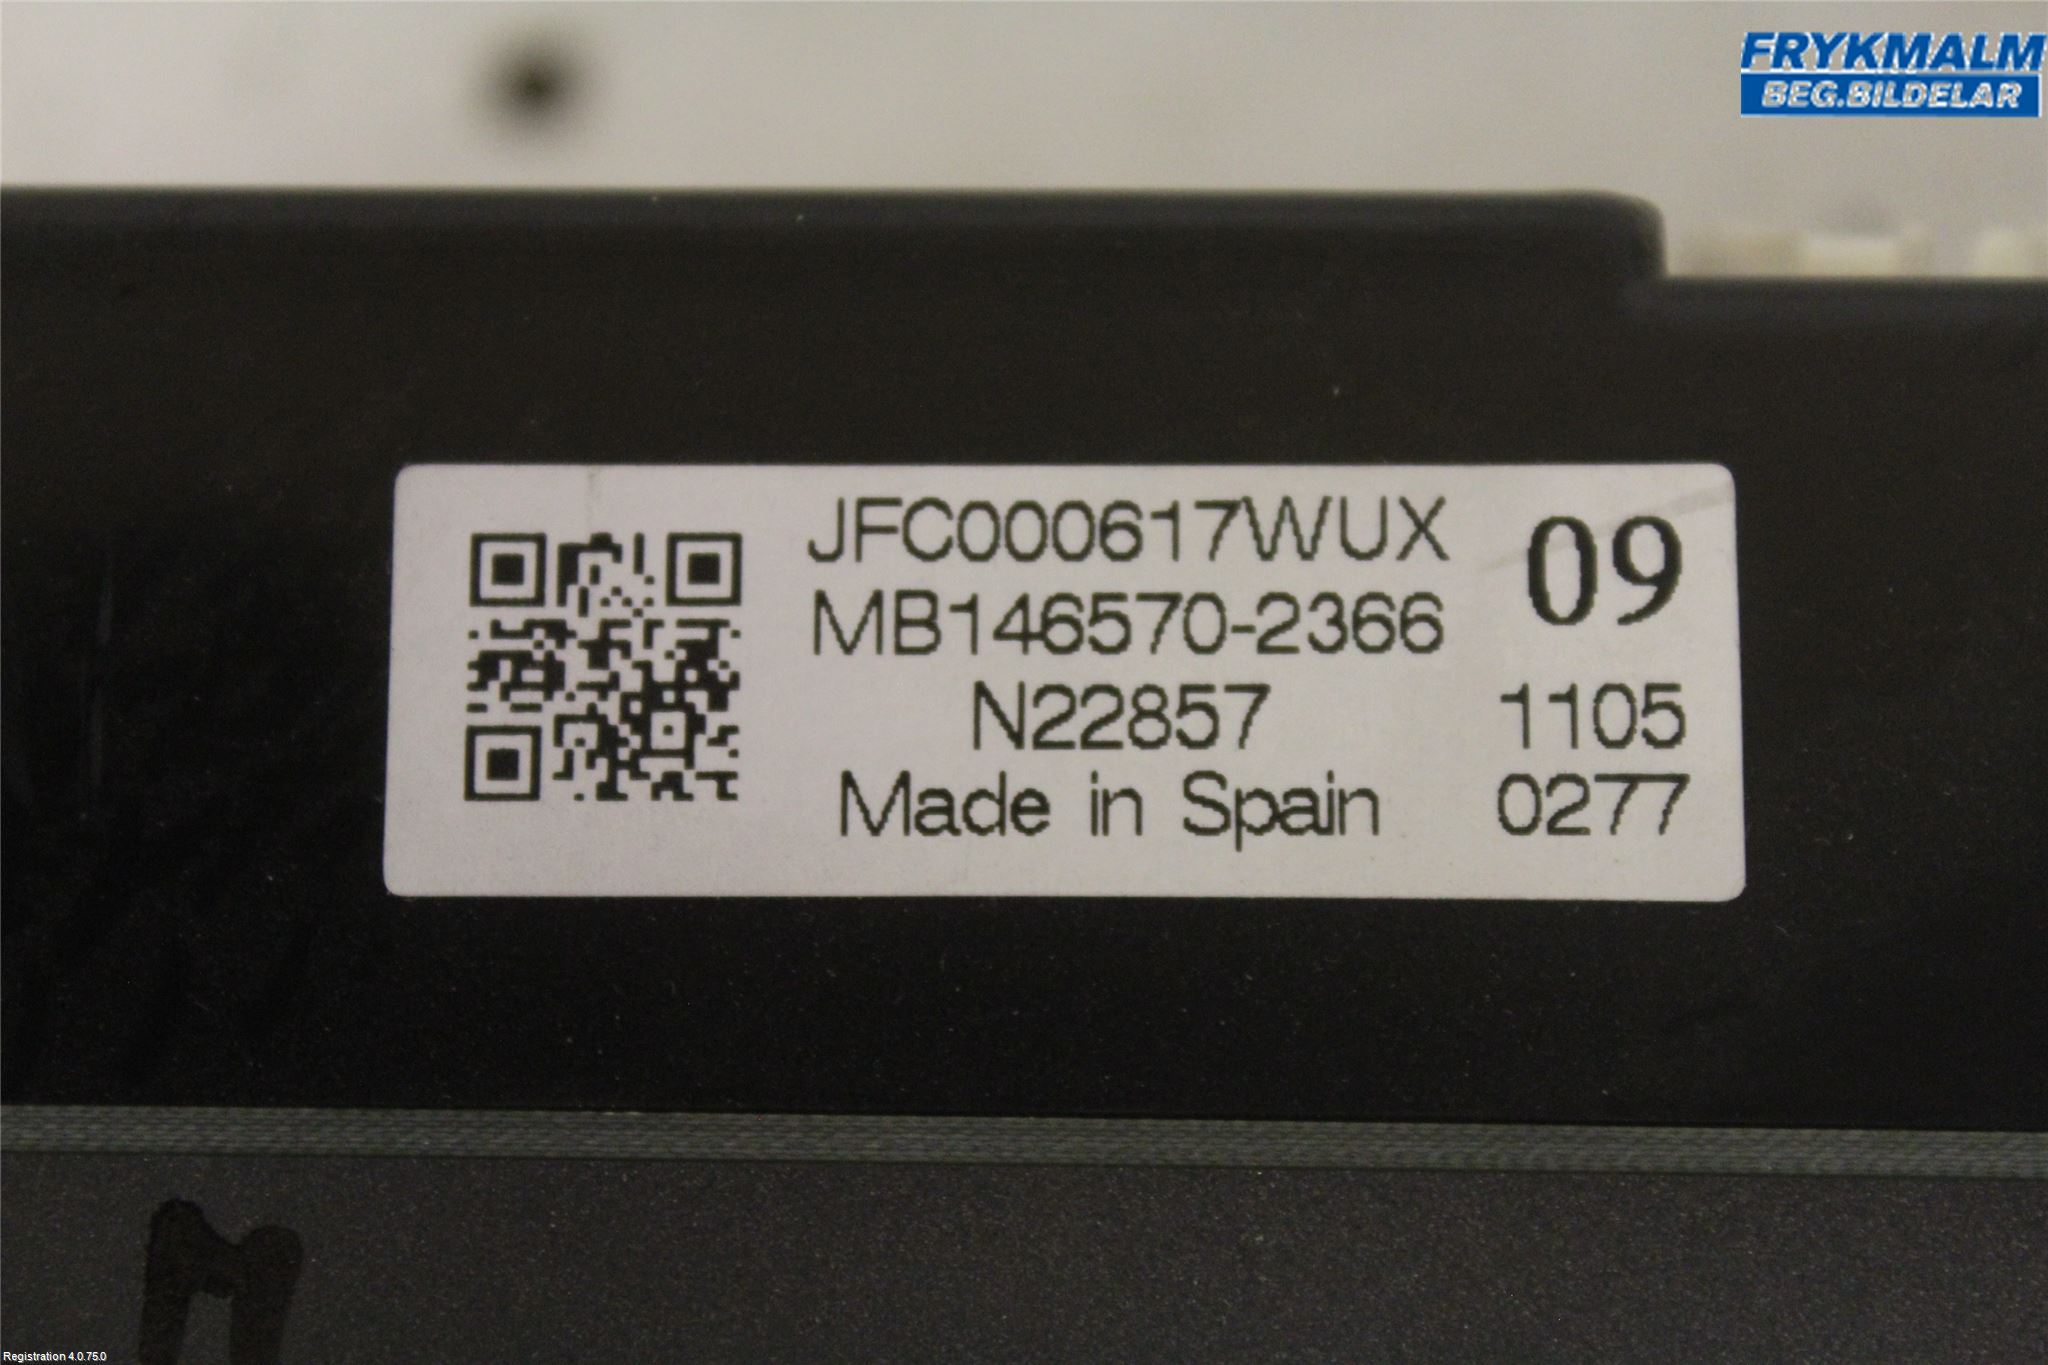 FRYKMALM
BEG.BILDELAR
JFC000617WUX
09
MB146570-2366
N22857
1105
Made in Spain
0277
Registration 4.0.75.0